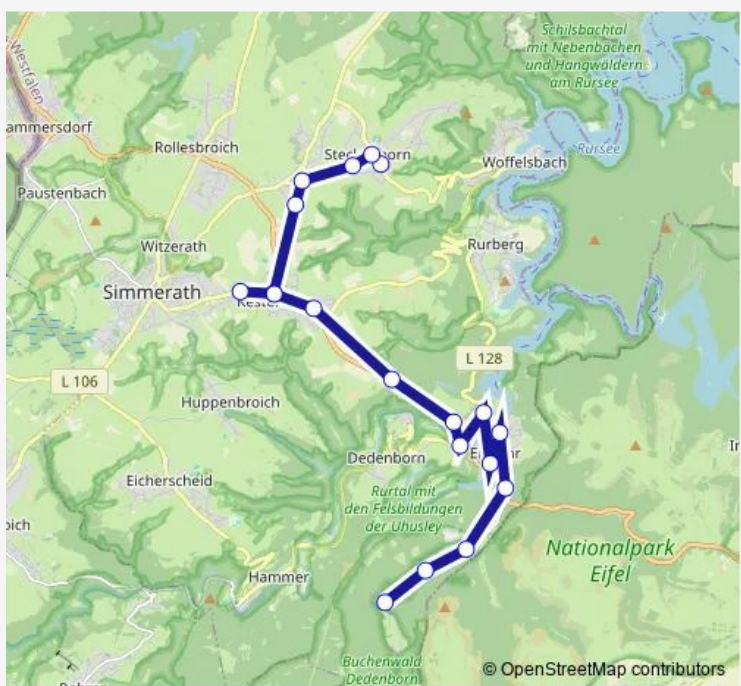 Schilsbachtal
mit Nebenbächen
und Hangwäldern
am Rursee
Westfalen
ammersdorf
Rollesbroich
Woffelsbach
Rursee
Paustenbach
Witzerath
Rurberg
Simmerath
L 128
L 106
Huppenbroich
Dedenborn
Eicherscheid
Rurtal mit
den Felsbildungen
der Uhusley
oich
Nationalpark
Eifel
Hammer
Buchenwald
Dedenborn
© OpenStreetMap contributors